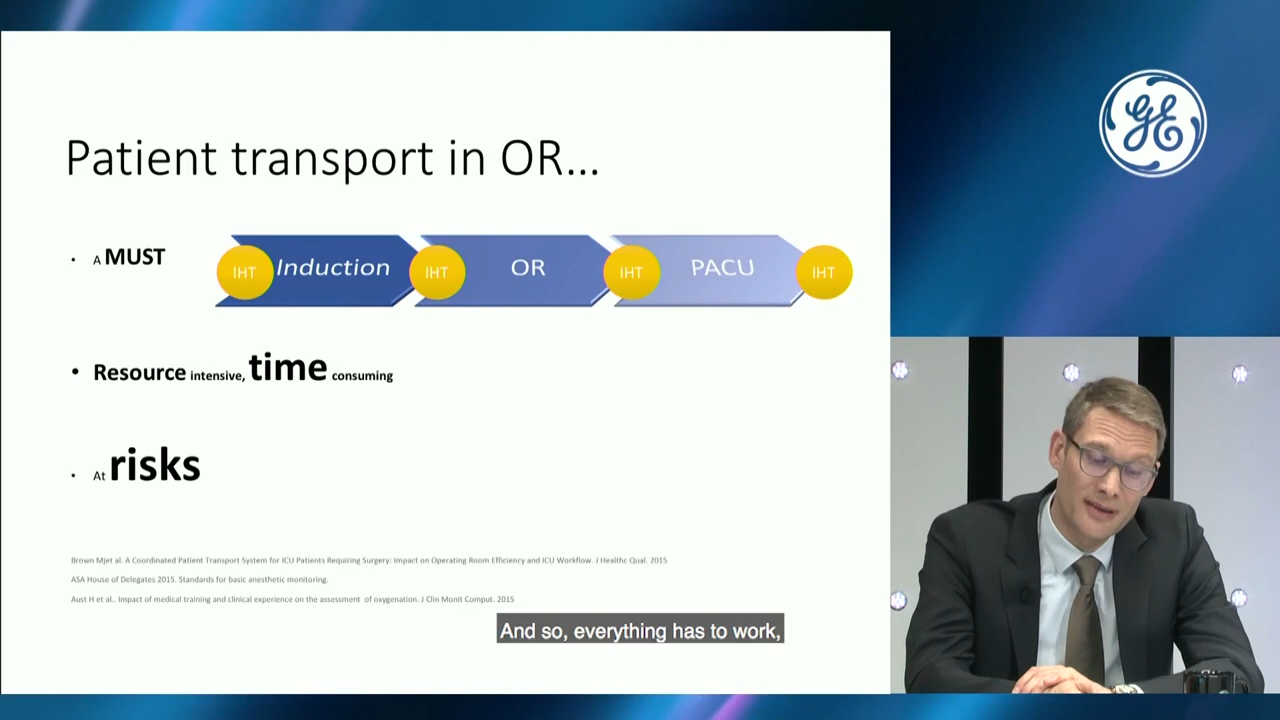 GE
Patient transport in OR...
• A MUST
IHT Induction IHT OR IHT PACU IHT
• Resource intensive, time consuming
• At risks
Brown Mjet al. A Coordinated Patient Transport System for ICU Patients Requiring Surgery: Impact on Operating Room Efficiency and ICU Workflow. J Healthc Qual. 2015
ASA House of Delegates 2015. Standards for basic anesthetic monitoring.
Aust H et al.. Impact of medical training and clinical experience on the assessment of oxygenation. J Clin Monit Comput. 2015
And so, everything has to work,